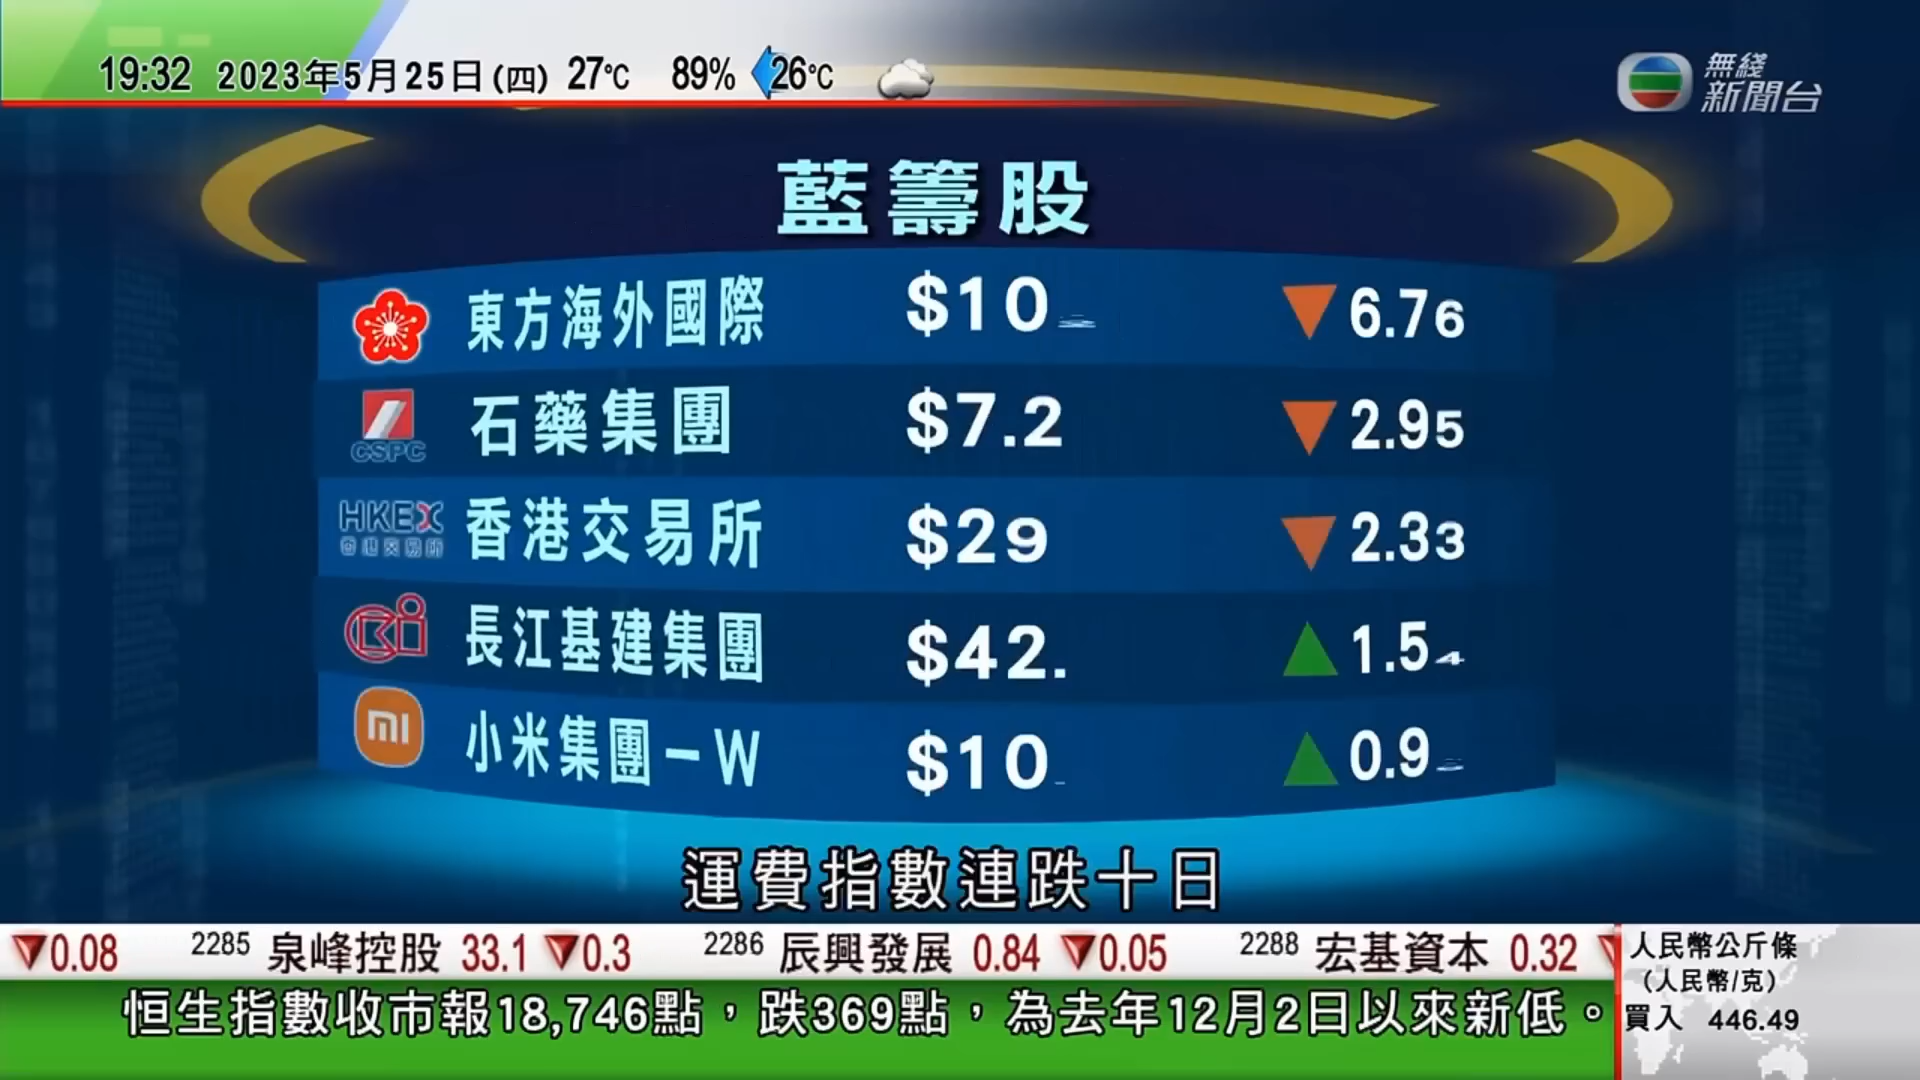 19:32 2023年5月25日(四) 27°C 89% 26°C
無綫
新聞台
藍籌股
東方海外國際 $10 6.76
CSPC 石藥集團 $7.2 2.95
HKEX 香港交易所 香港交易所 $29 2.33
CKi 長江基建集團 $42. 1.54
mi 小米集團-W $10 0.9
運費指數連跌十日
0.08 2285 泉峰控股 33.1 0.3 2286 辰興發展 0.84 0.05 2288 宏基資本 0.32
恒生指數收市報18,746點，跌369點，為去年12月2日以來新低。
人民幣公斤條
(人民幣/克)
買入 446.49